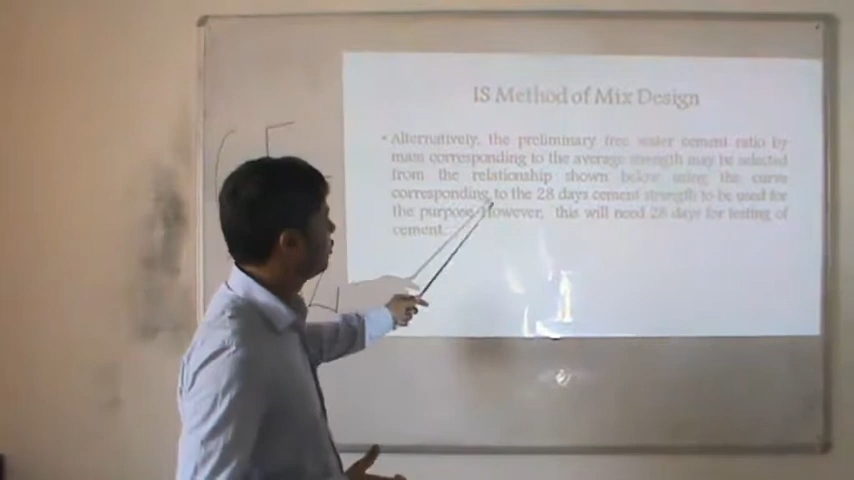 IS Method of Mix Design
• Alternatively, the preliminary free water cement ratio by
mass corresponding to the average strength may be selected
from the relationship shown below using the curve
corresponding to the 28 days cement strength to be used for
the purpose. However, this will need 28 days for testing of
cement.